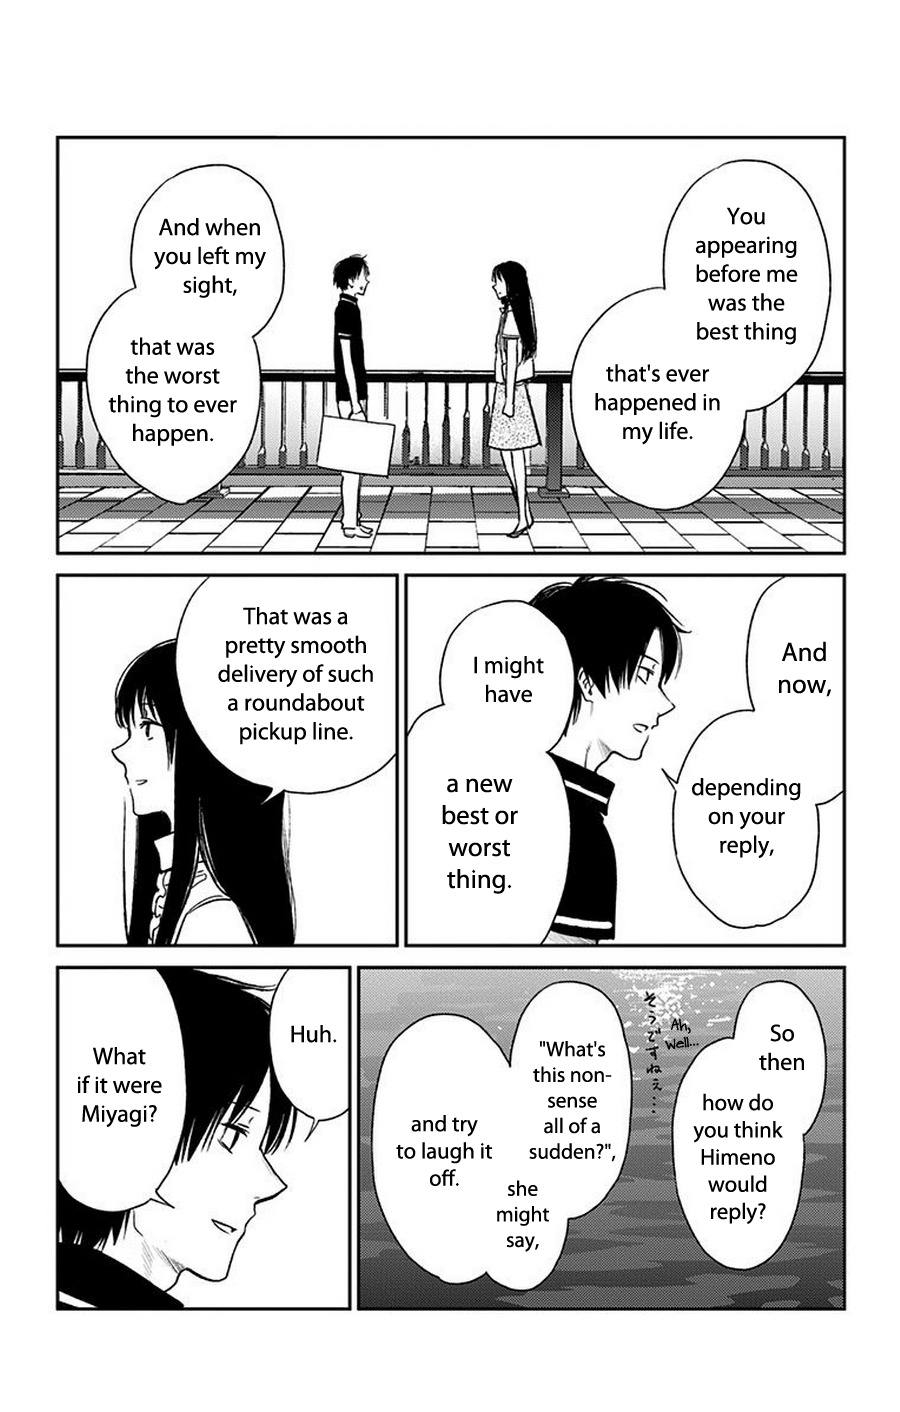 You
appearing
before me
was the
best thing
that's ever
happened in
my life.
And when
you left my
sight,
that was
the worst
thing to ever
happen.
And
now,
depending
on your
reply,
I might
have
a new
best or
worst
thing.
That was a
pretty smooth
delivery of such
a roundabout
pickup line.
So
then
how do
you think
Himeno
would
reply?
そうですねぇ...
Ah,
Well...
"What's
this non-
sense
all of a
sudden?",
she
might
say,
and try
to laugh it
off.
Huh.
What
if it were
Miyagi?